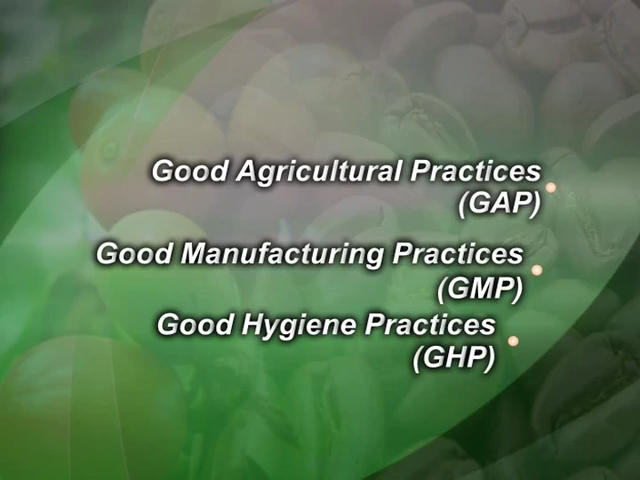 Good Agricultural Practices
(GAP)
Good Manufacturing Practices
(GMP)
Good Hygiene Practices
(GHP)